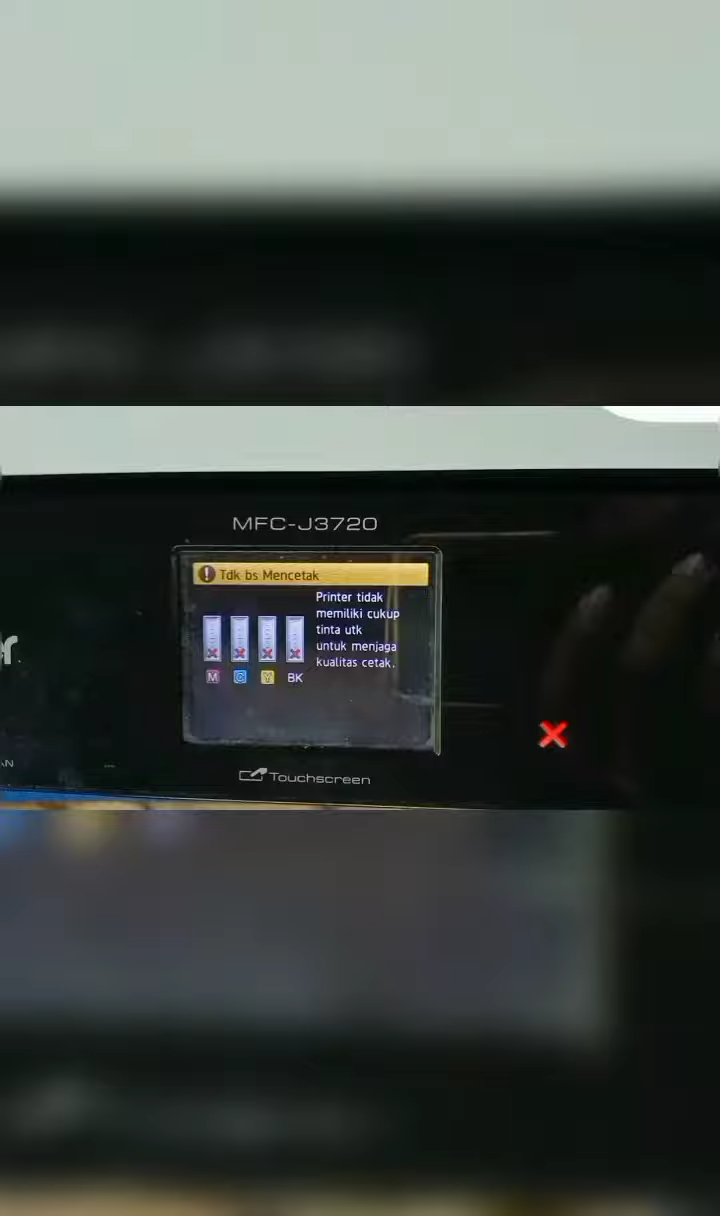 MFC-J3720
Tdk bs Mencetak
Printer tidak
memiliki cukup
tinta utk
untuk menjaga
kualitas cetak.
M C Y BK
Touchscreen